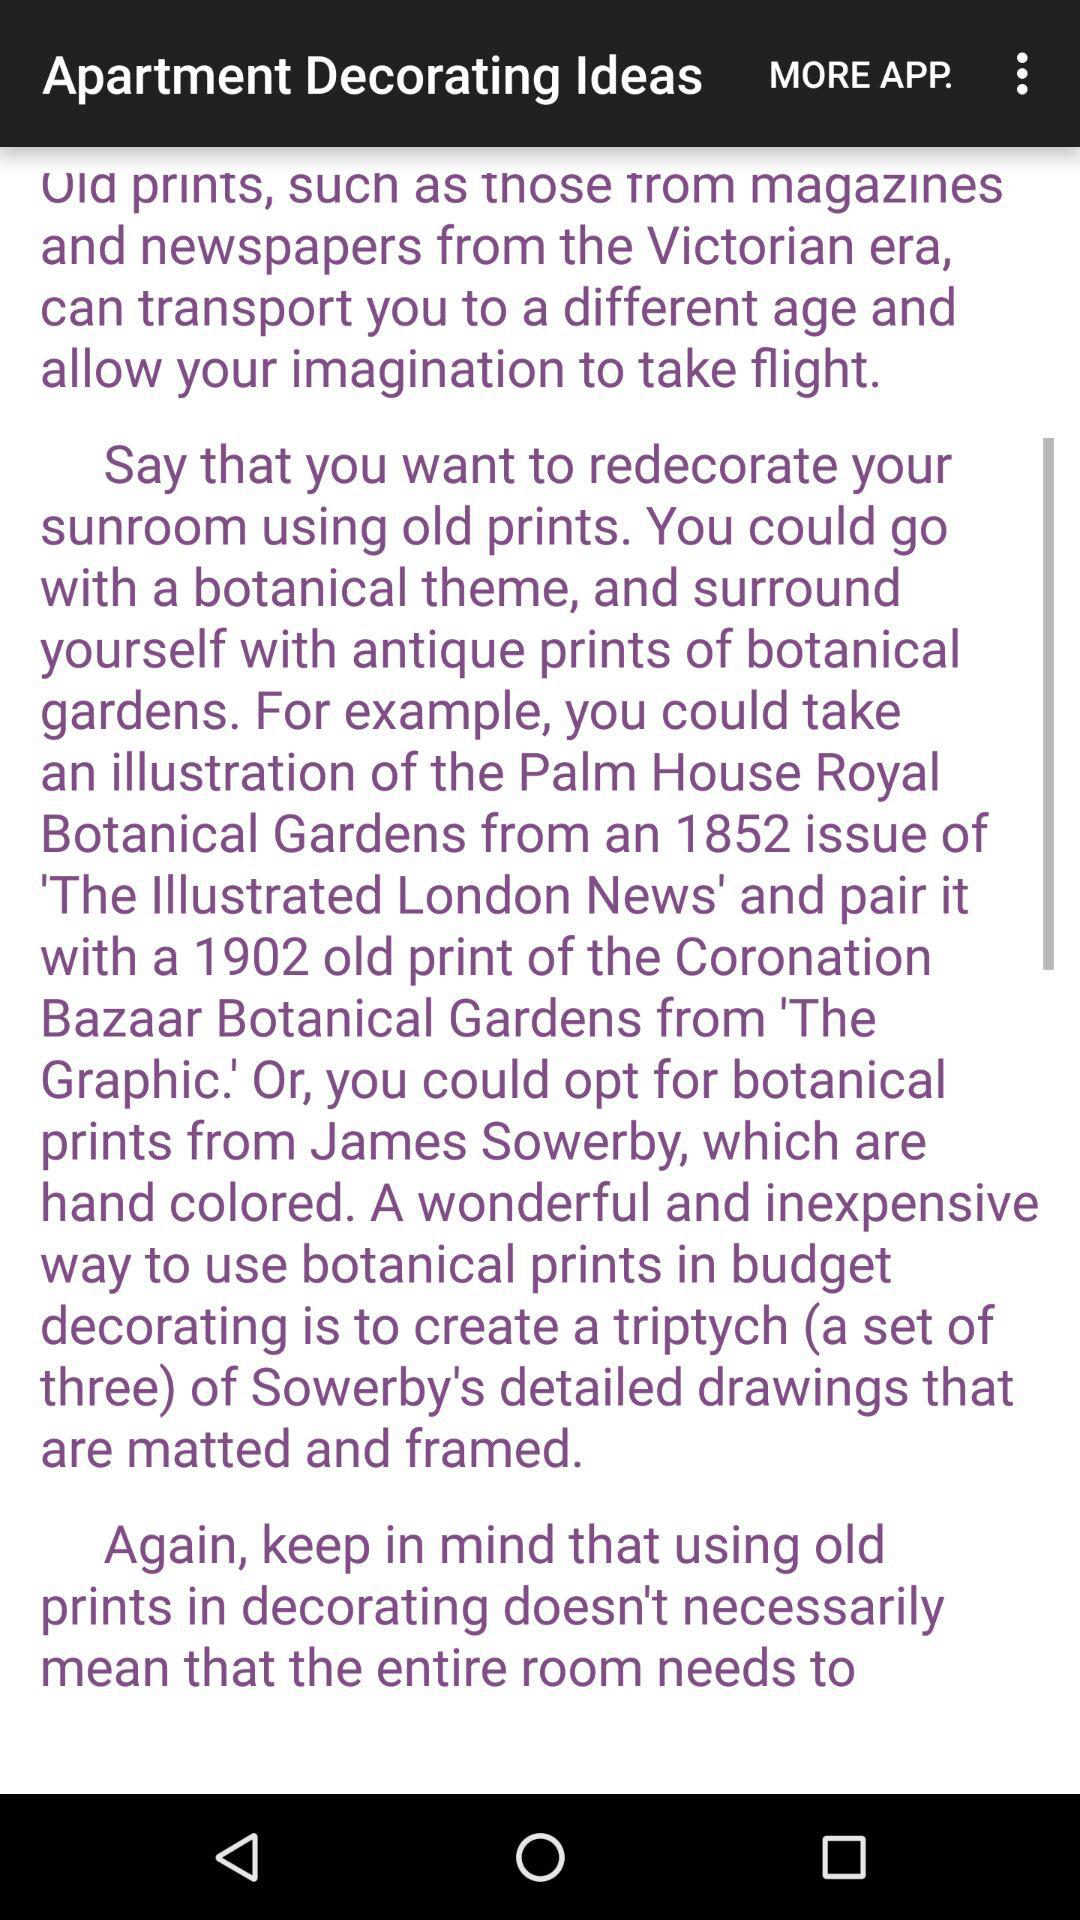 Apartment Decorating Ideas MORE APP.
Old prints, such as those from magazines
and newspapers from the Victorian era,
can transport you to a different age and
allow your imagination to take flight.
Say that you want to redecorate your
sunroom using old prints. You could go
with a botanical theme, and surround
yourself with antique prints of botanical
gardens. For example, you could take
an illustration of the Palm House Royal
Botanical Gardens from an 1852 issue of
'The Illustrated London News' and pair it
with a 1902 old print of the Coronation
Bazaar Botanical Gardens from 'The
Graphic.' Or, you could opt for botanical
prints from James Sowerby, which are
hand colored. A wonderful and inexpensive
way to use botanical prints in budget
decorating is to create a triptych (a set of
three) of Sowerby's detailed drawings that
are matted and framed.
Again, keep in mind that using old
prints in decorating doesn't necessarily
mean that the entire room needs to